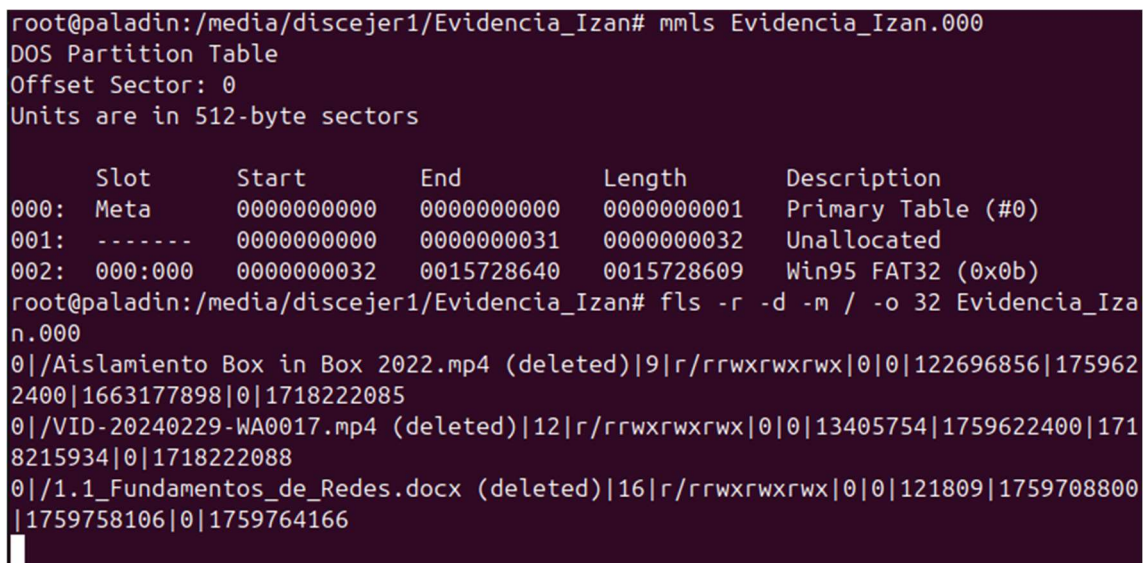 root@paladin:/media/discejer1/Evidencia_Izan# mmls Evidencia_Izan.000
DOS Partition Table
Offset Sector: 0
Units are in 512-byte sectors
Slot Start End Length Description
000: Meta 0000000000 0000000000 0000000001 Primary Table (#0)
001: ------- 0000000000 0000000031 0000000032 Unallocated
002: 000:000 0000000032 0015728640 0015728609 Win95 FAT32 (0x0b)
root@paladin:/media/discejer1/Evidencia_Izan# fls -r -d -m / -o 32 Evidencia_Iza
n.000
0|/Aislamiento Box in Box 2022.mp4 (deleted)|9|r/rrwxrwxrwx|0|0|122696856|175962
2400|1663177898|0|1718222085
0|/VID-20240229-WA0017.mp4 (deleted)|12|r/rrwxrwxrwx|0|0|13405754|1759622400|171
8215934|0|1718222088
0|/1.1_Fundamentos_de_Redes.docx (deleted)|16|r/rrwxrwxrwx|0|0|121809|1759708800
|1759758106|0|1759764166